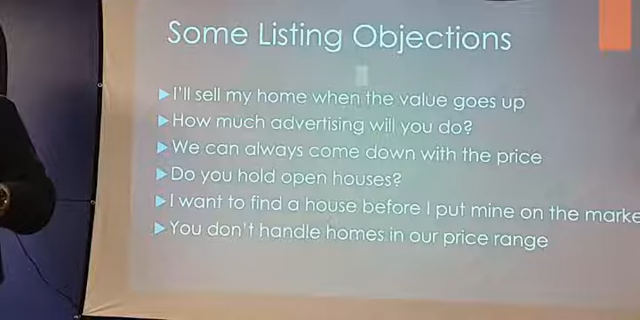 Some Listing Objections
I'll sell my home when the value goes up
How much advertising will you do?
We can always come down with the price
Do you hold open houses?
I want to find a house before I put mine on the
You don't handle homes in our price range